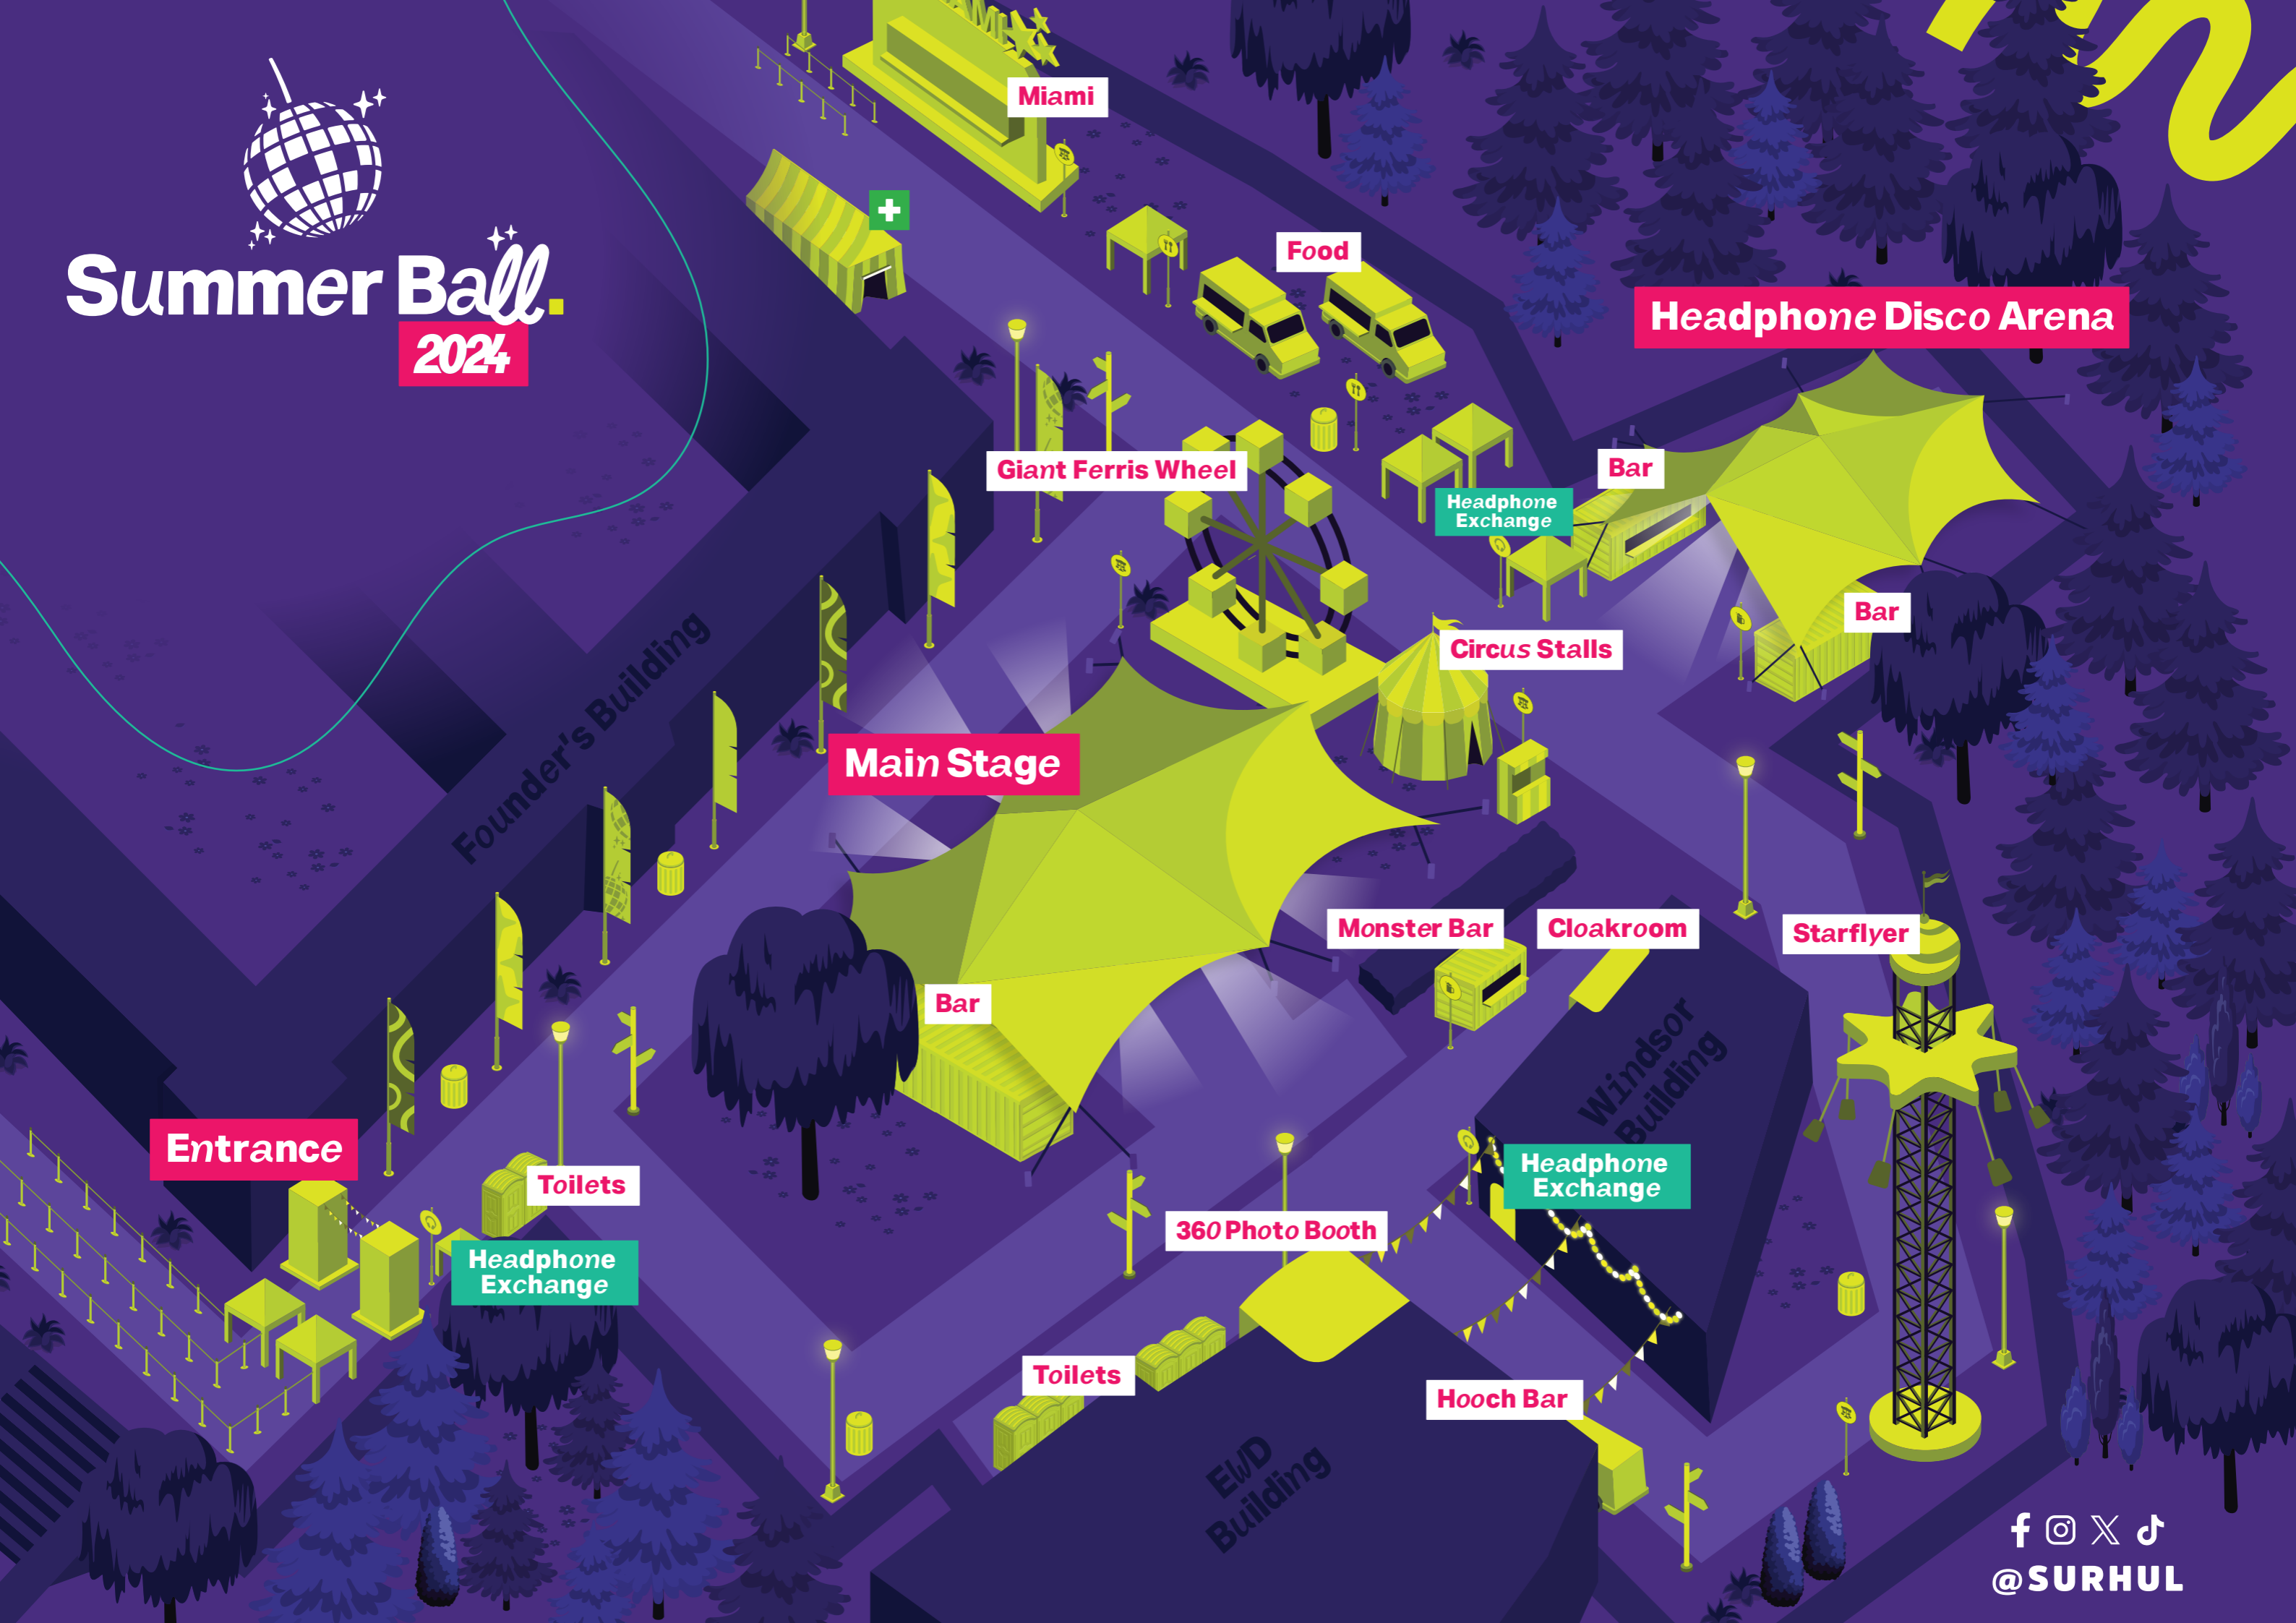 Summer Ball.
2024
Miami
Food
Headphone Disco Arena
Giant Ferris Wheel
Bar
Headphone
Exchange
Bar
Circus Stalls
Founder's Building
Main Stage
Monster Bar
Cloakroom
Starflyer
Bar
Windsor
Building
Entrance
Toilets
Headphone
Exchange
Headphone
Exchange
360 Photo Booth
Toilets
Hooch Bar
EWD
Building
@SURHUL